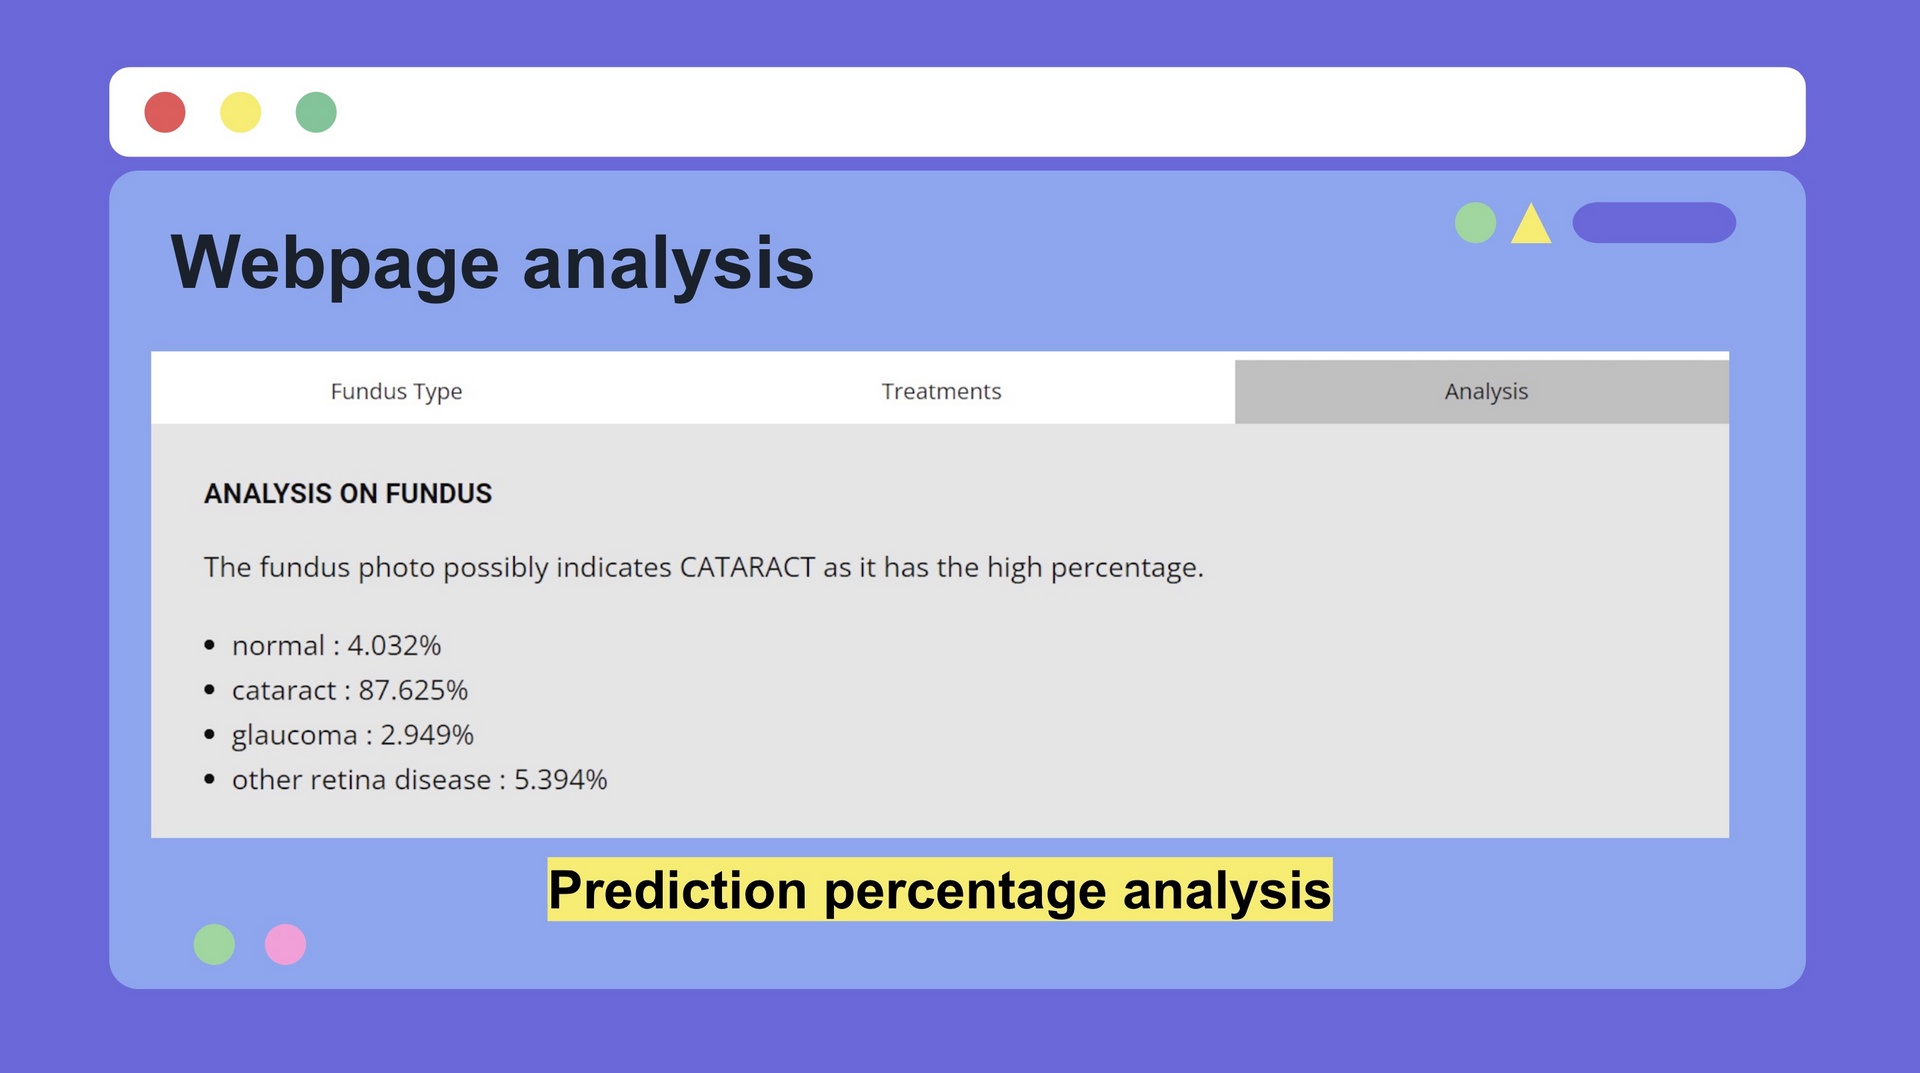 Webpage analysis
Fundus Type Treatments Analysis
ANALYSIS ON FUNDUS
The fundus photo possibly indicates CATARACT as it has the high percentage.
• normal : 4.032%
• cataract : 87.625%
• glaucoma : 2.949%
• other retina disease : 5.394%
Prediction percentage analysis